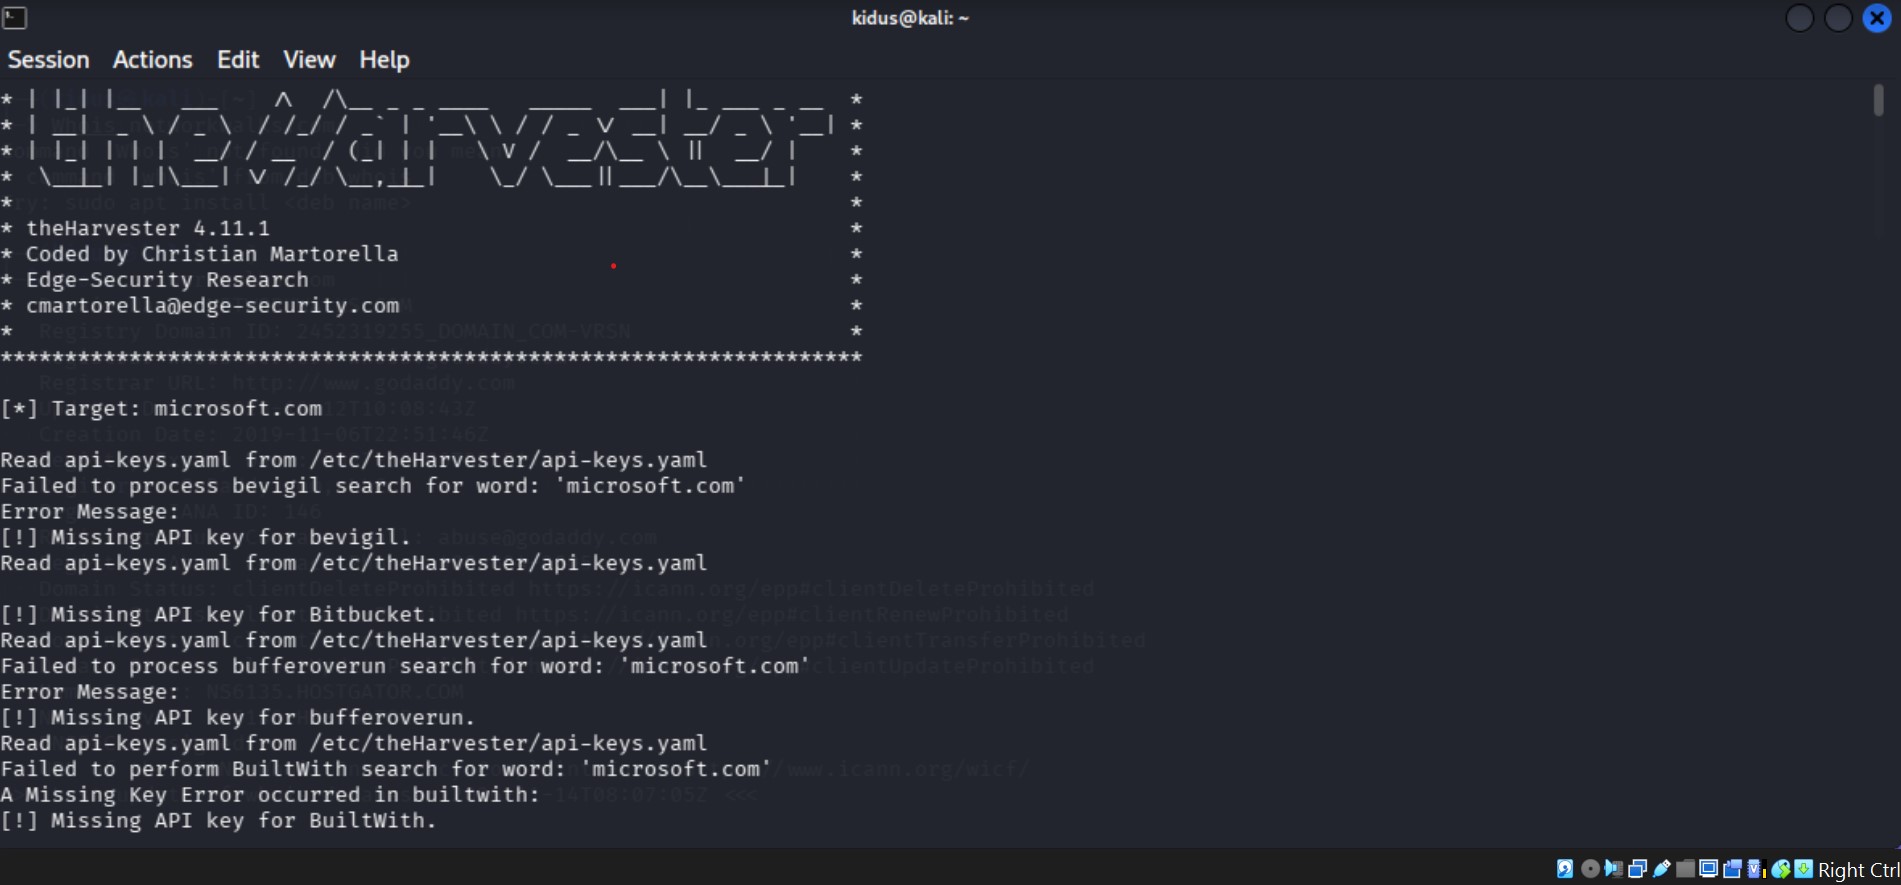 kidus@kali: ~
Session Actions Edit View Help
* theHarvester 4.11.1 *
* Coded by Christian Martorella *
* Edge-Security Research *
* cmartorella@edge-security.com *
* *
*******************************************************************
[*] Target: microsoft.com
Read api-keys.yaml from /etc/theHarvester/api-keys.yaml
Failed to process bevigil search for word: 'microsoft.com'
Error Message:
[!] Missing API key for bevigil.
Read api-keys.yaml from /etc/theHarvester/api-keys.yaml
[!] Missing API key for Bitbucket.
Read api-keys.yaml from /etc/theHarvester/api-keys.yaml
Failed to process bufferoverun search for word: 'microsoft.com'
Error Message:
[!] Missing API key for bufferoverun.
Read api-keys.yaml from /etc/theHarvester/api-keys.yaml
Failed to perform BuiltWith search for word: 'microsoft.com'
A Missing Key Error occurred in builtwith:
[!] Missing API key for BuiltWith.
Right Ctrl